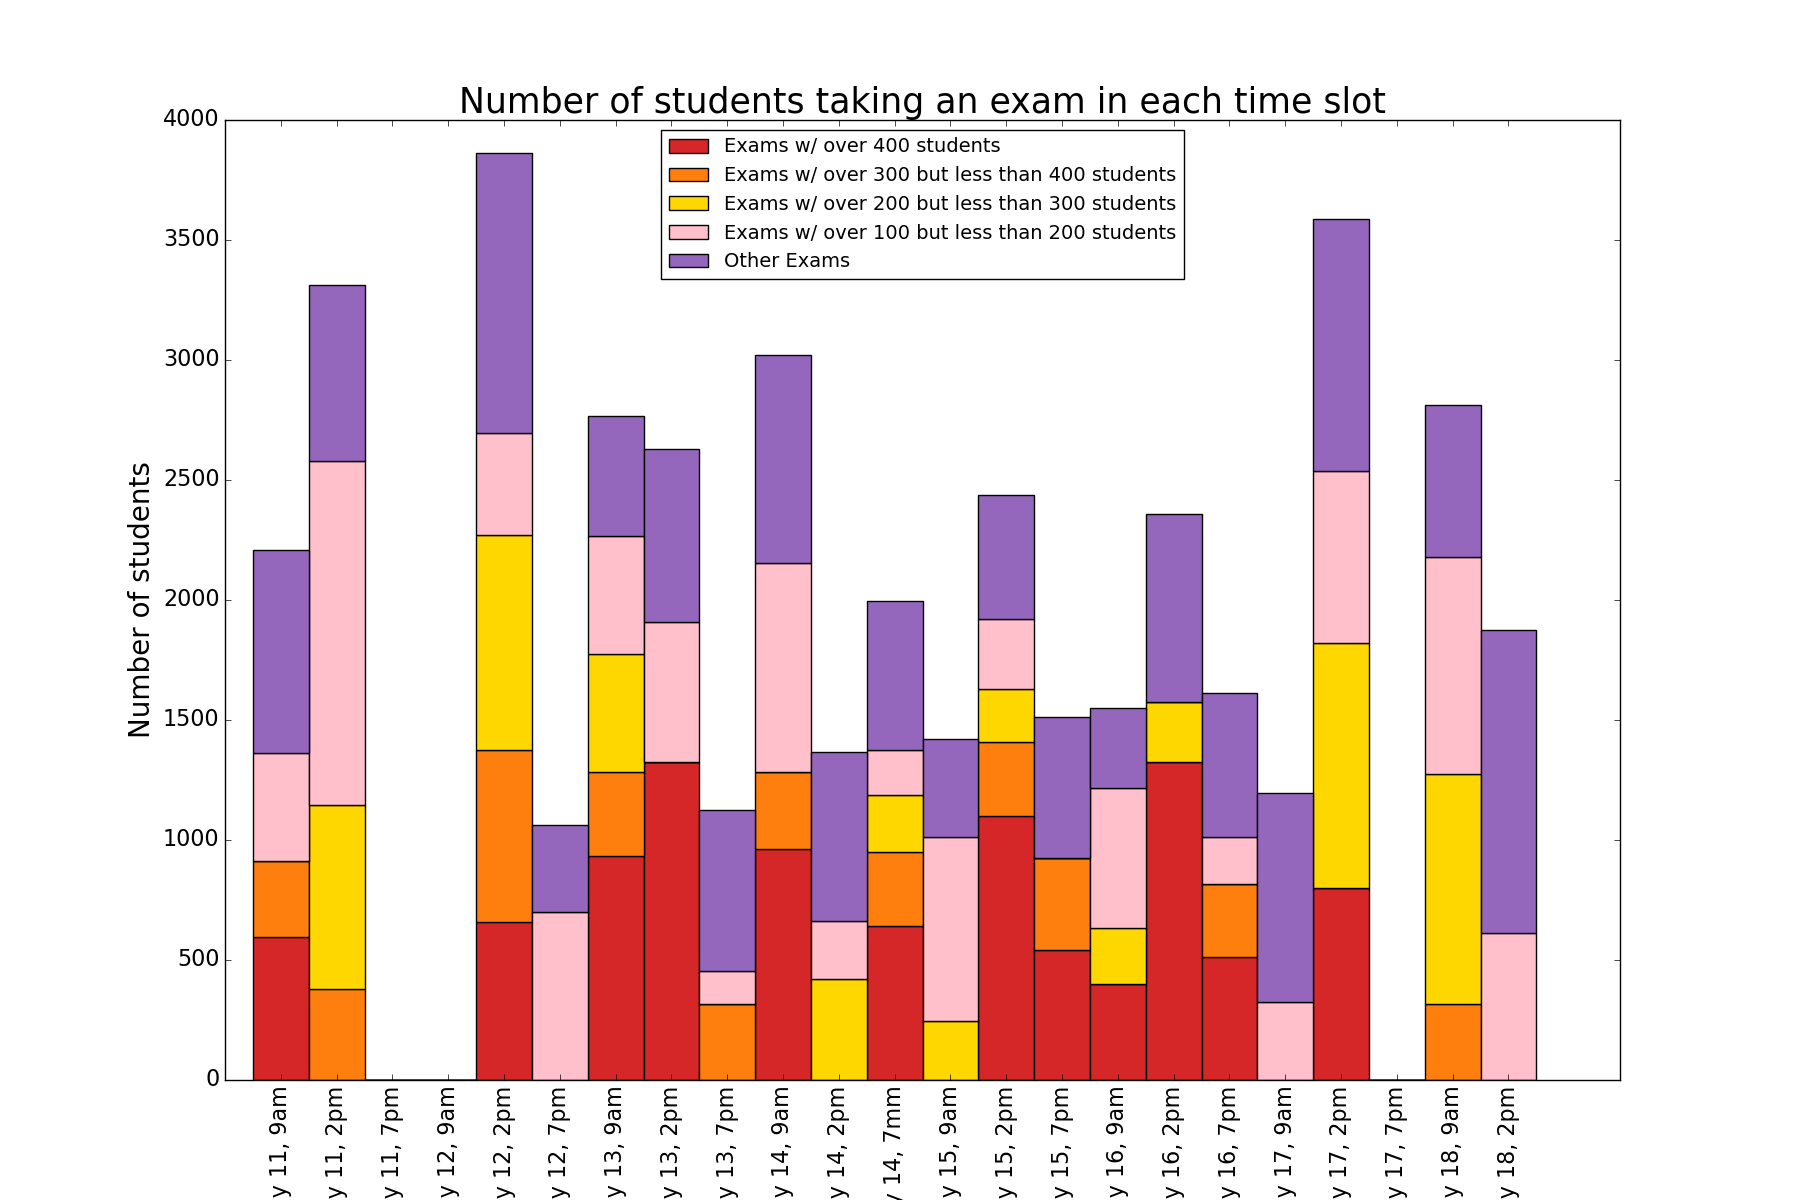 Number of students taking an exam in each time slot
Exams w/ over 400 students
Exams w/ over 300 but less than 400 students
Exams w/ over 200 but less than 300 students
Exams w/ over 100 but less than 200 students
Other Exams
Number of students
4000
3500
3000
2500
2000
1500
1000
500
0
y 11, 9am
y 11, 2pm
y 11, 7pm
y 12, 9am
y 12, 2pm
y 12, 7pm
y 13, 9am
y 13, 2pm
y 13, 7pm
y 14, 9am
y 14, 2pm
y 14, 7mm
y 15, 9am
y 15, 2pm
y 15, 7pm
y 16, 9am
y 16, 2pm
y 16, 7pm
y 17, 9am
y 17, 2pm
y 17, 7pm
y 18, 9am
y 18, 2pm